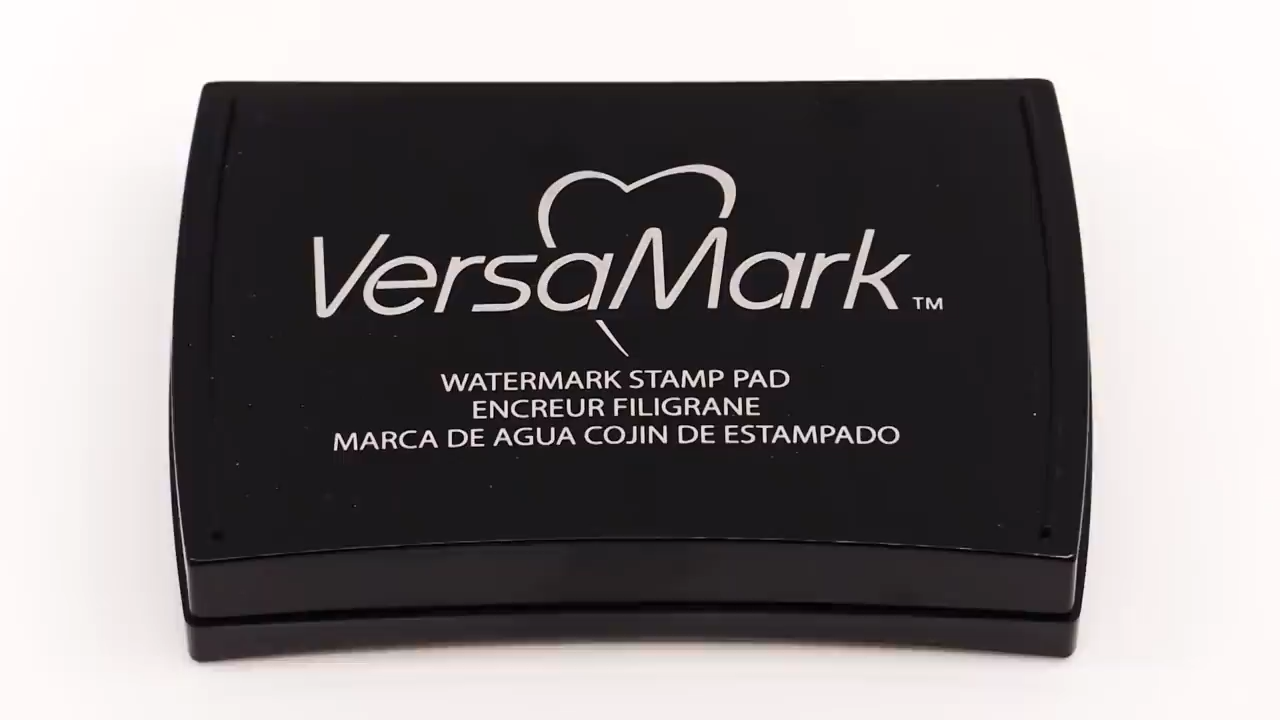 VersaMark™
WATERMARK STAMP PAD
ENCREUR FILIGRANE
MARCA DE AGUA COJIN DE ESTAMPADO